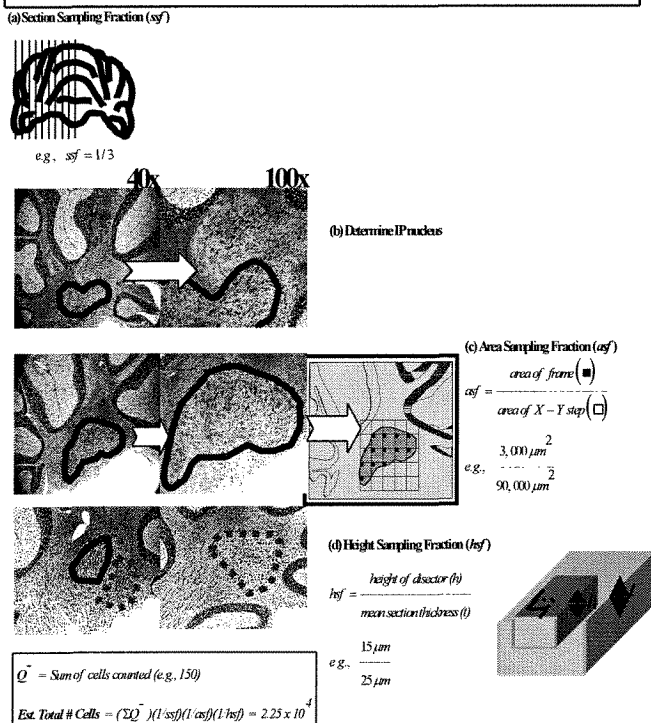 (a) Section Sampling Fraction (ssf)
e.g., ssf = 1/3
40x 100x
(b) Determine IP nucleus
(c) Area Sampling Fraction (asf)
asf = area of frame (■) / area of X – Y step (□)
e.g., 3,000 μm² / 90,000 μm²
(d) Height Sampling Fraction (hsf)
hsf = height of disector (h) / mean section thickness (t)
e.g., 15 μm / 25 μm
Q⁻ = Sum of cells counted (e.g., 150)
Est. Total # Cells = (ΣQ⁻)(1/ssf)(1/asf)(1/hsf) = 2.25 x 10⁴